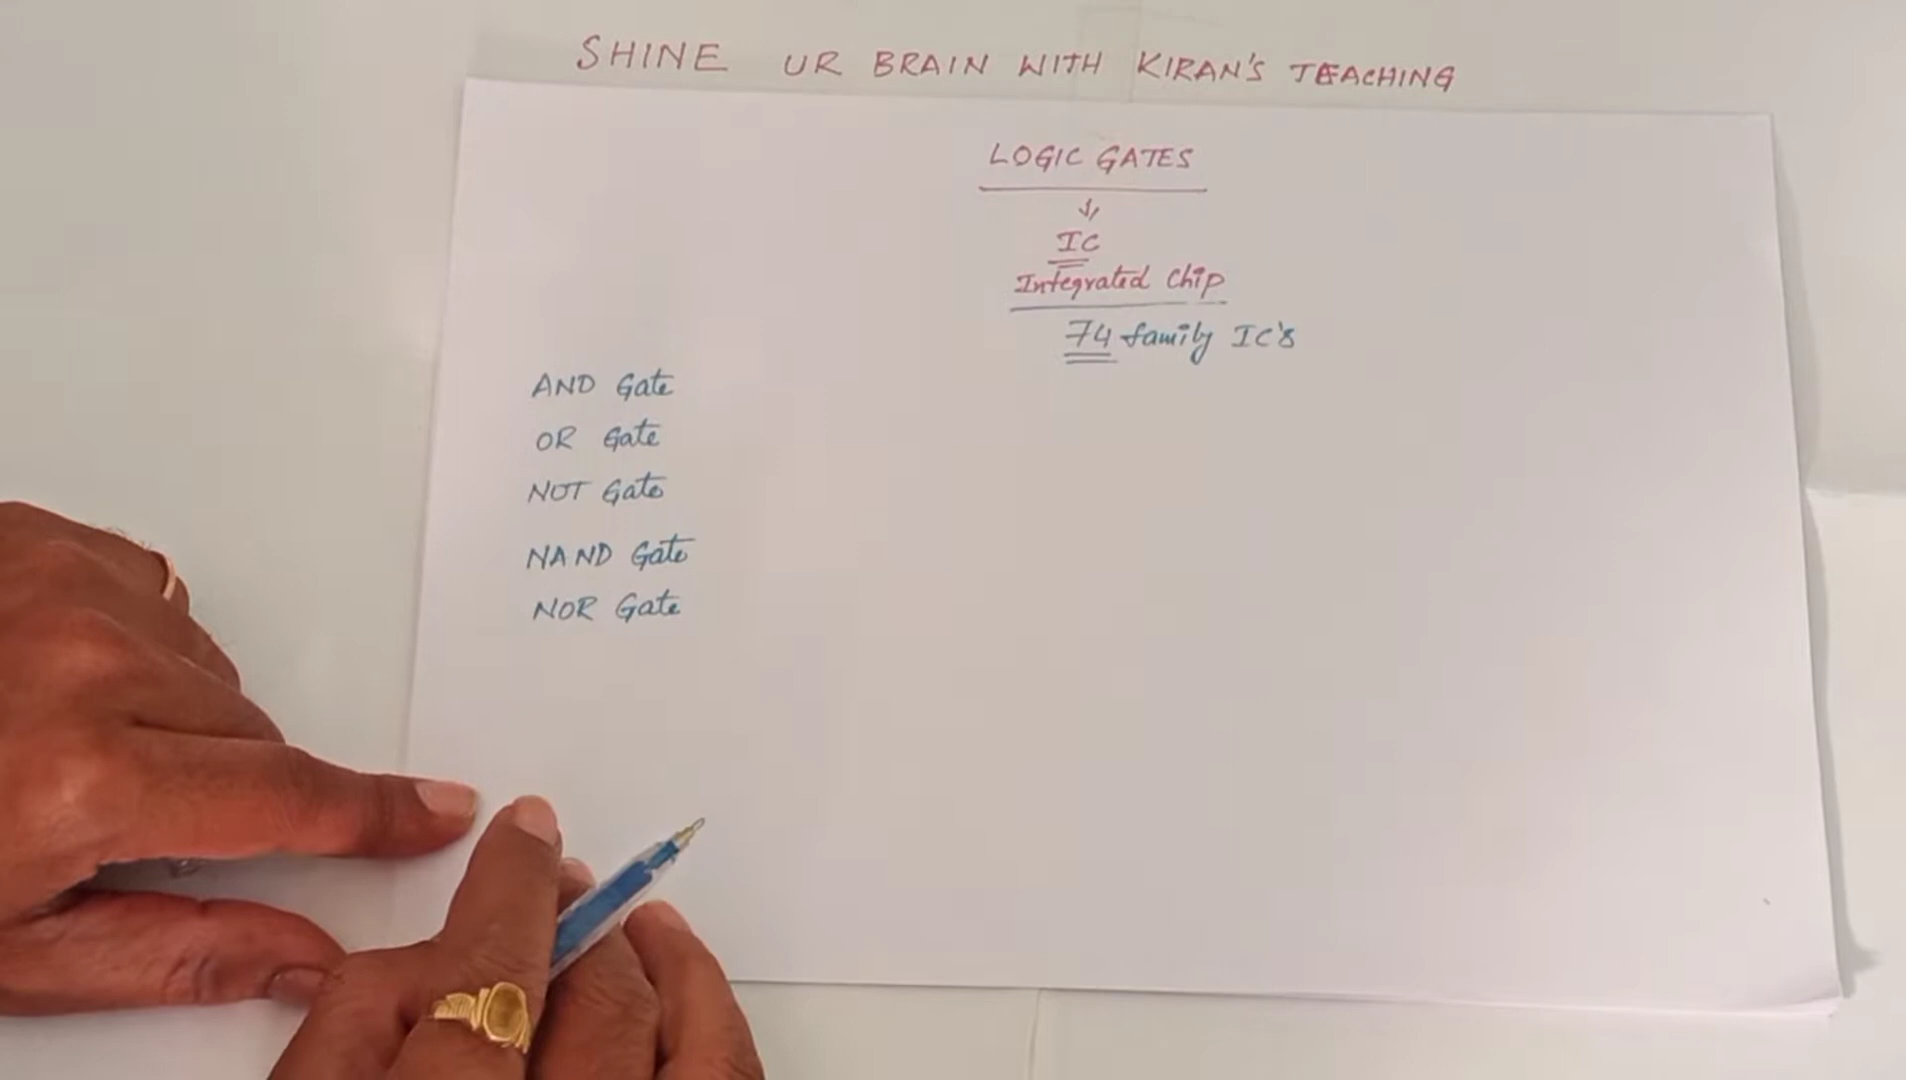 SHINE UR BRAIN WITH KIRAN'S TEACHING
LOGIC GATES
IC
Integrated Chip
74 family IC's
AND Gate
OR Gate
NOT Gate
NAND Gate
NOR Gate